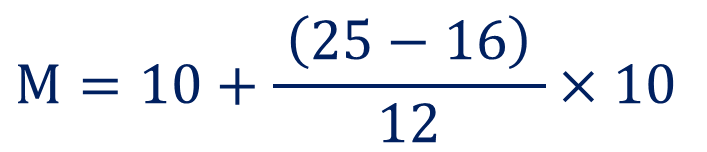 M = 10 + (25 − 16)/12 × 10